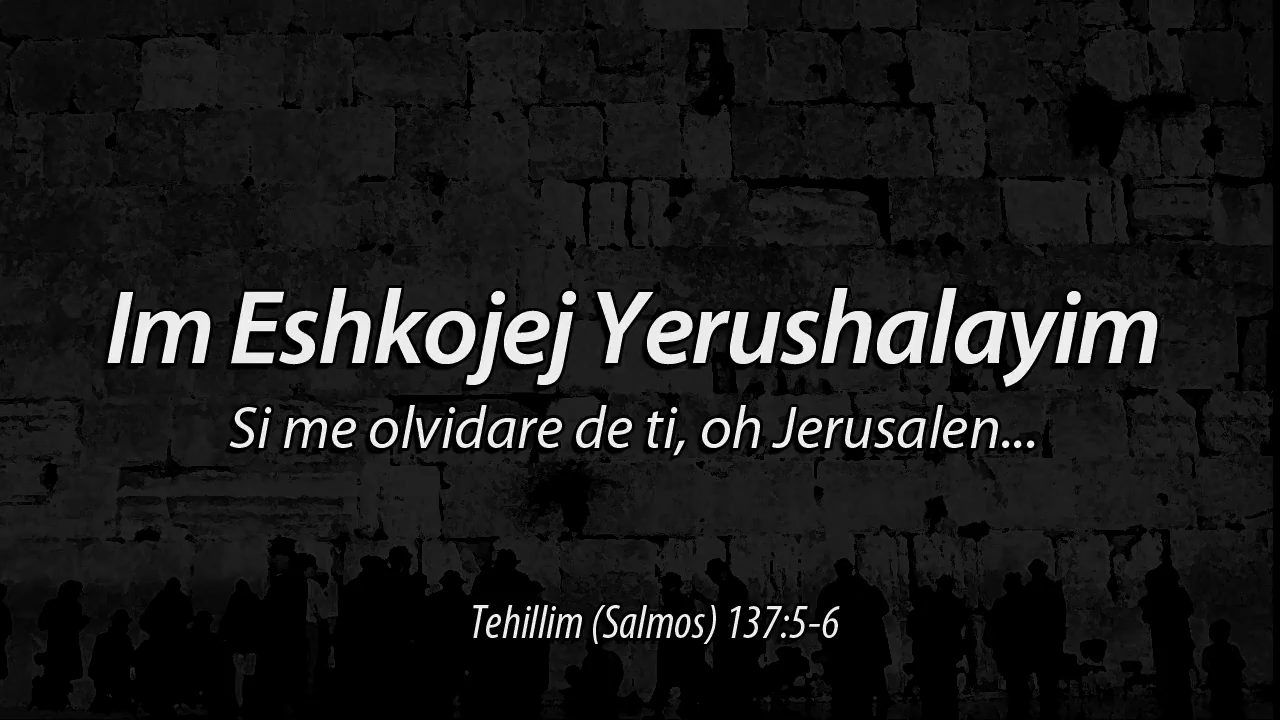 Im Eshkojej Yerushalayim
Si me olvidare de ti, oh Jerusalen...
Tehillim (Salmos) 137:5-6